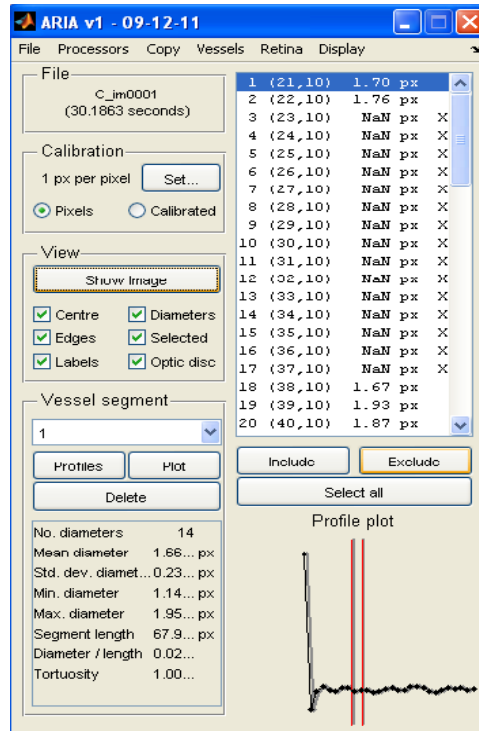 ARIA v1 - 09-12-11
File Processors Copy Vessels Retina Display
File
C_im0001
(30.1863 seconds)
Calibration
1 px per pixel Set...
Pixels Calibrated
View
Show Image
Centre Diameters
Edges Selected
Labels Optic disc
Vessel segment
1
Profiles Plot
Delete
No. diameters 14
Mean diameter 1.66... px
Std. dev. diamet... 0.23... px
Min. diameter 1.14... px
Max. diameter 1.95... px
Segment length 67.9... px
Diameter / length 0.02...
Tortuosity 1.00...
1 (21,10) 1.70 px
2 (22,10) 1.76 px
3 (23,10) NaN px X
4 (24,10) NaN px X
5 (25,10) NaN px X
6 (26,10) NaN px X
7 (27,10) NaN px X
8 (28,10) NaN px X
9 (29,10) NaN px X
10 (30,10) NaN px X
11 (31,10) NaN px X
12 (32,10) NaN px X
13 (33,10) NaN px X
14 (34,10) NaN px X
15 (35,10) NaN px X
16 (36,10) NaN px X
17 (37,10) NaN px X
18 (38,10) 1.67 px
19 (39,10) 1.93 px
20 (40,10) 1.87 px
Include Exclude
Select all
Profile plot